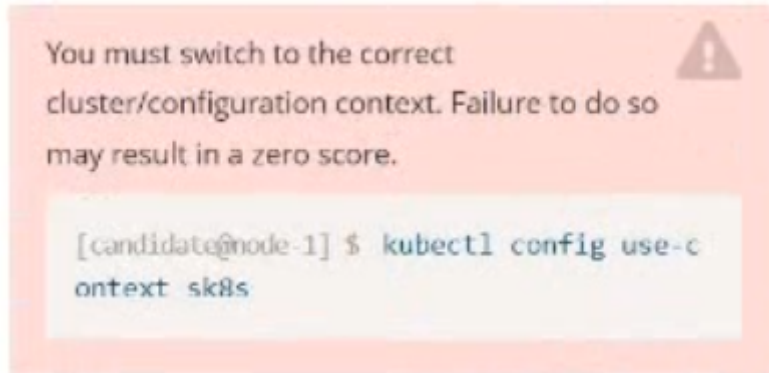 You must switch to the correct
cluster/configuration context. Failure to do so
may result in a zero score.
[candidate@node-1] $ kubectl config use-c
ontext sk8s